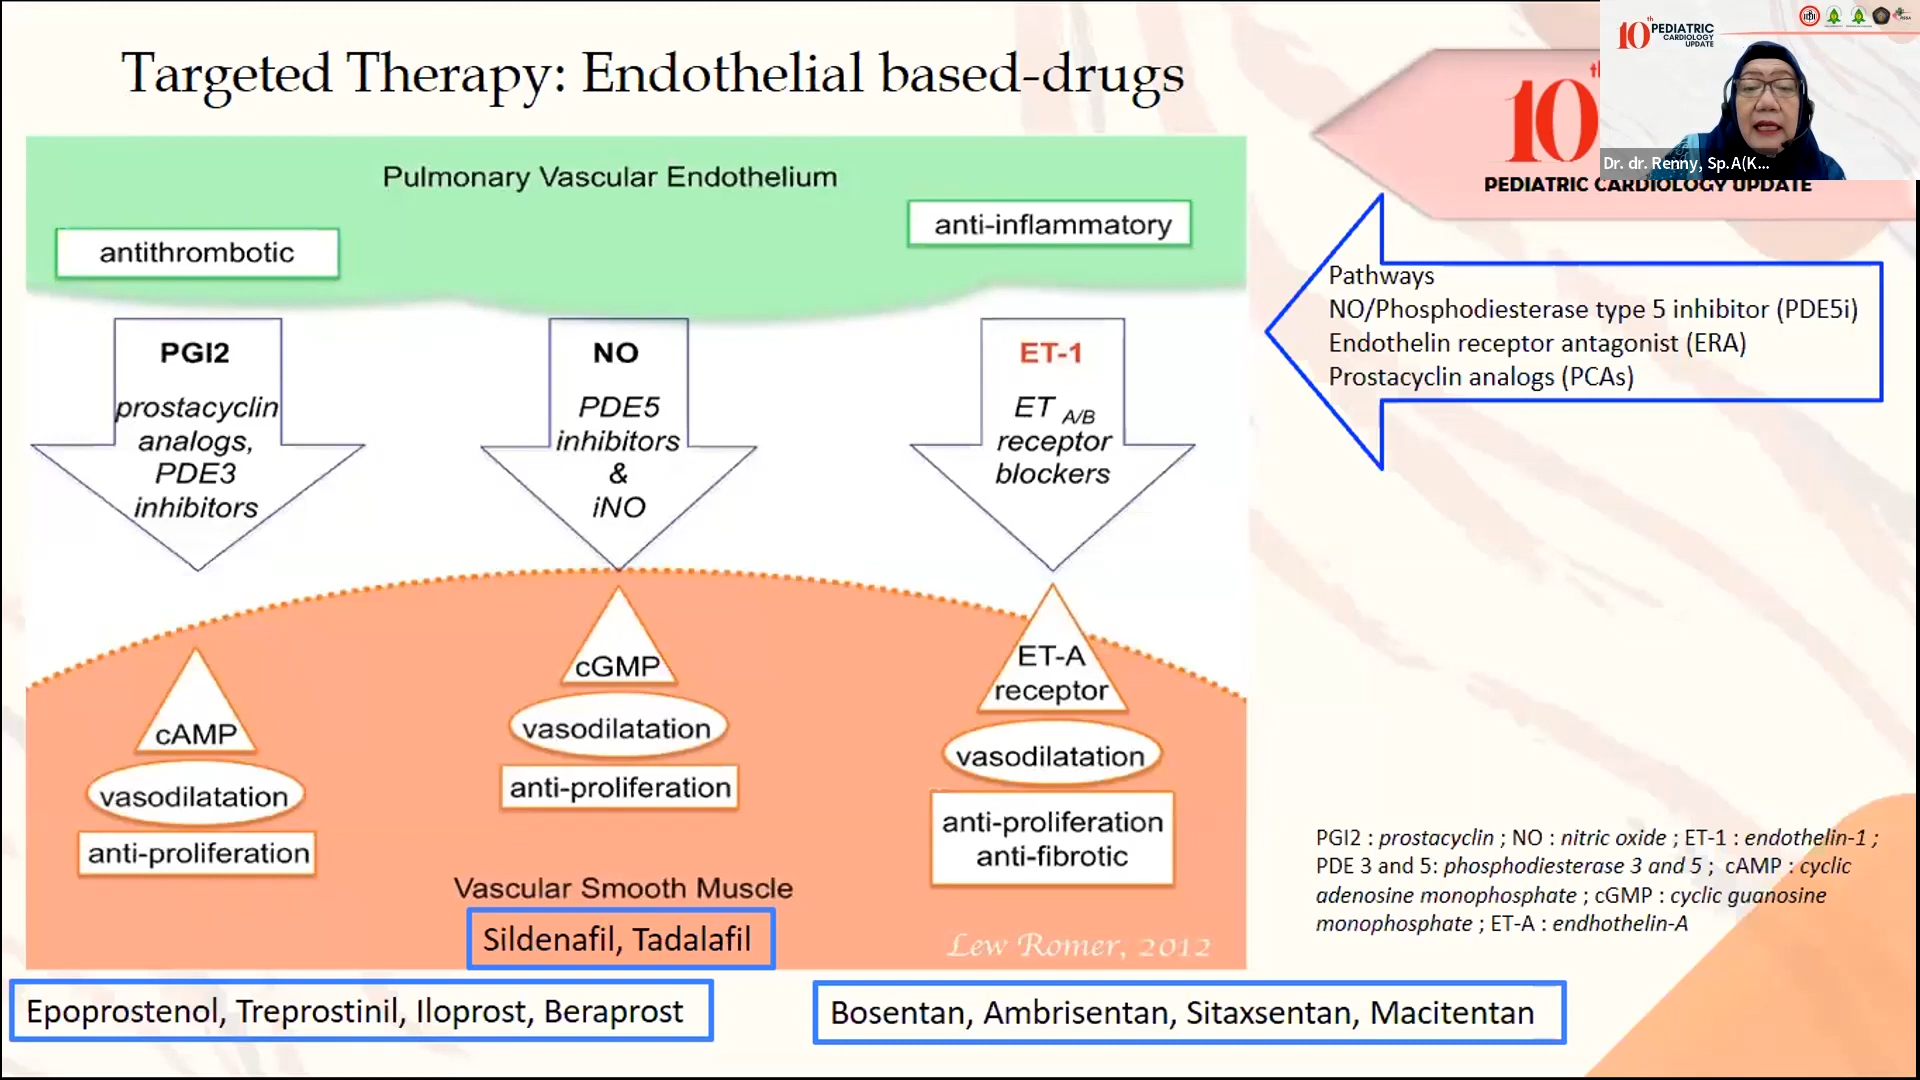 Targeted Therapy: Endothelial based-drugs
10th PEDIATRIC
CARDIOLOGY
UPDATE
Dr. dr. Renny, Sp.A(K...
10
PEDIATRIC CARDIOLOGY UPDATE
Pulmonary Vascular Endothelium
antithrombotic
anti-inflammatory
PGI2
prostacyclin
analogs,
PDE3
inhibitors
NO
PDE5
inhibitors
&
iNO
ET-1
ET A/B
receptor
blockers
Pathways
NO/Phosphodiesterase type 5 inhibitor (PDE5i)
Endothelin receptor antagonist (ERA)
Prostacyclin analogs (PCAs)
cAMP
vasodilatation
anti-proliferation
cGMP
vasodilatation
anti-proliferation
ET-A
receptor
vasodilatation
anti-proliferation
anti-fibrotic
Vascular Smooth Muscle
Sildenafil, Tadalafil
Lew Romer, 2012
Epoprostenol, Treprostinil, Iloprost, Beraprost
Bosentan, Ambrisentan, Sitaxsentan, Macitentan
PGI2 : prostacyclin ; NO : nitric oxide ; ET-1 : endothelin-1 ;
PDE 3 and 5: phosphodiesterase 3 and 5 ; cAMP : cyclic
adenosine monophosphate ; cGMP : cyclic guanosine
monophosphate ; ET-A : endhothelin-A